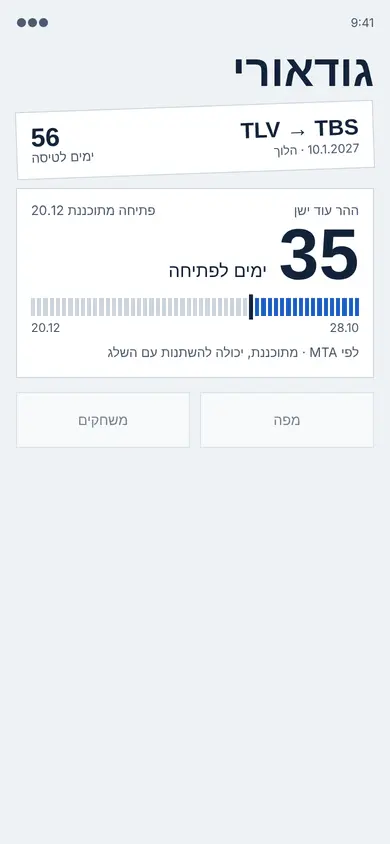 9:41
גודאורי
TLV → TBS
10.1.2027 · הלוך
56
ימים לטיסה
ההר עוד ישן
פתיחה מתוכננת 20.12
35 ימים לפתיחה
28.10
20.12
לפי MTA · מתוכננת, יכולה להשתנות עם השלג
מפה
משחקים